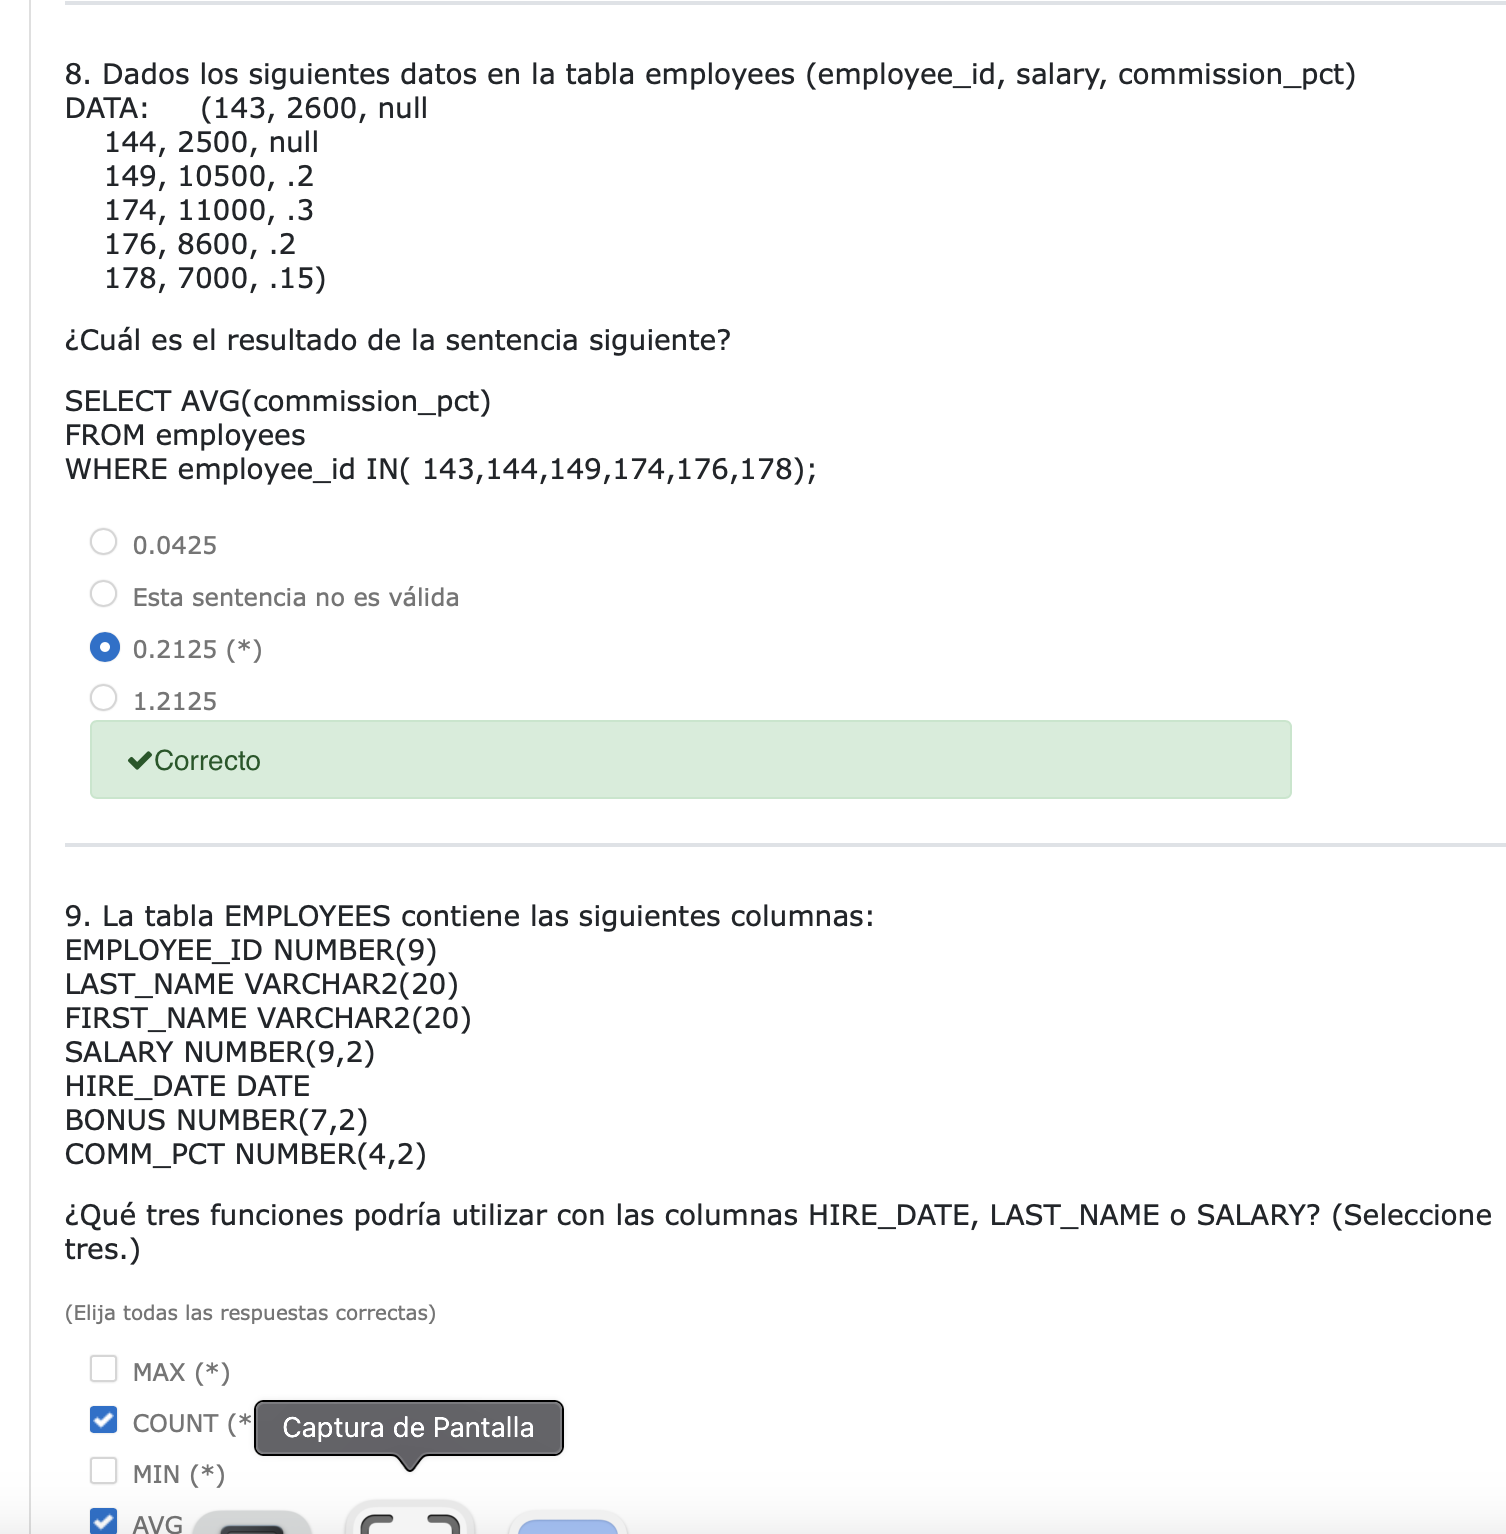 8. Dados los siguientes datos en la tabla employees (employee_id, salary, commission_pct)
DATA: (143, 2600, null
144, 2500, null
149, 10500, .2
174, 11000, .3
176, 8600, .2
178, 7000, .15)
¿Cuál es el resultado de la sentencia siguiente?
SELECT AVG(commission_pct)
FROM employees
WHERE employee_id IN( 143,144,149,174,176,178);
0.0425
Esta sentencia no es válida
0.2125 (*)
1.2125
Correcto
9. La tabla EMPLOYEES contiene las siguientes columnas:
EMPLOYEE_ID NUMBER(9)
LAST_NAME VARCHAR2(20)
FIRST_NAME VARCHAR2(20)
SALARY NUMBER(9,2)
HIRE_DATE DATE
BONUS NUMBER(7,2)
COMM_PCT NUMBER(4,2)
¿Qué tres funciones podría utilizar con las columnas HIRE_DATE, LAST_NAME o SALARY? (Seleccione
tres.)
(Elija todas las respuestas correctas)
MAX (*)
COUNT (*
Captura de Pantalla
MIN (*)
AVG